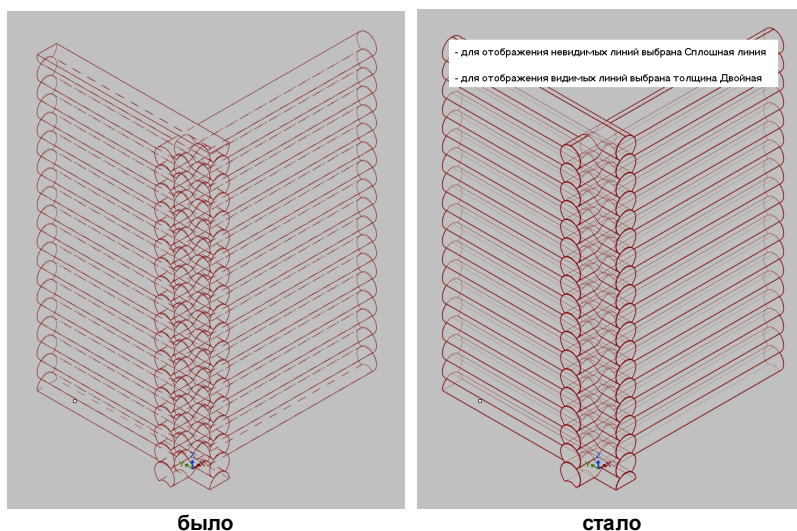 - для отображения невидимых линий выбрана Сплошная линия
- для отображения видимых линий выбрана толщина Двойная
было
стало